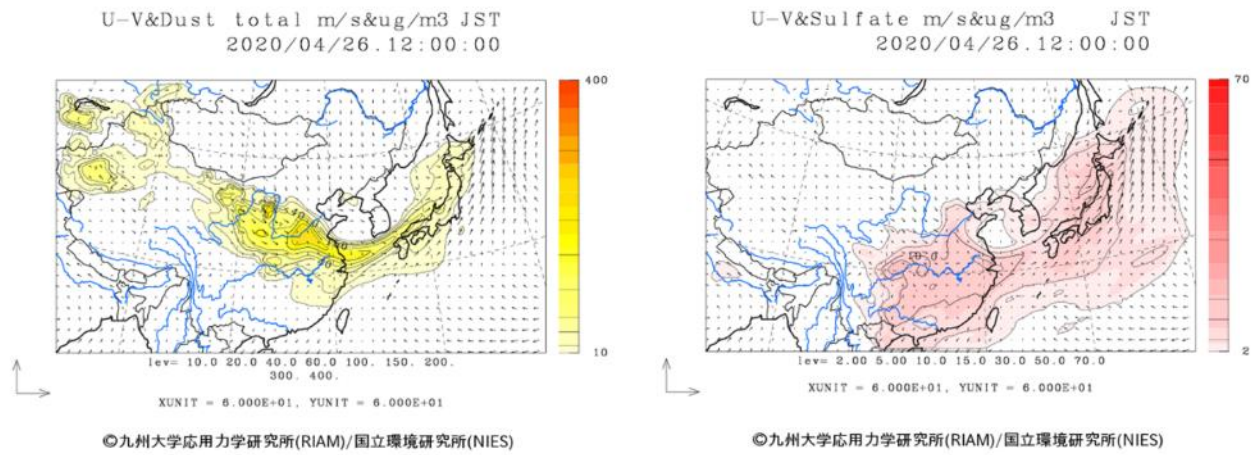 U-V&Dust total m/s&ug/m3 JST
2020/04/26.12:00:00
400
10
lev= 10.0 20.0 40.0 60.0 100. 150. 200.
300. 400.
XUNIT = 6.000E+01, YUNIT = 6.000E+01
©九州大学応用力学研究所(RIAM)/国立環境研究所(NIES)
U-V&Sulfate m/s&ug/m3 JST
2020/04/26.12:00:00
70
2
10.0
lev= 2.00 5.00 10.0 15.0 30.0 50.0 70.0
XUNIT = 6.000E+01, YUNIT = 6.000E+01
©九州大学応用力学研究所(RIAM)/国立環境研究所(NIES)